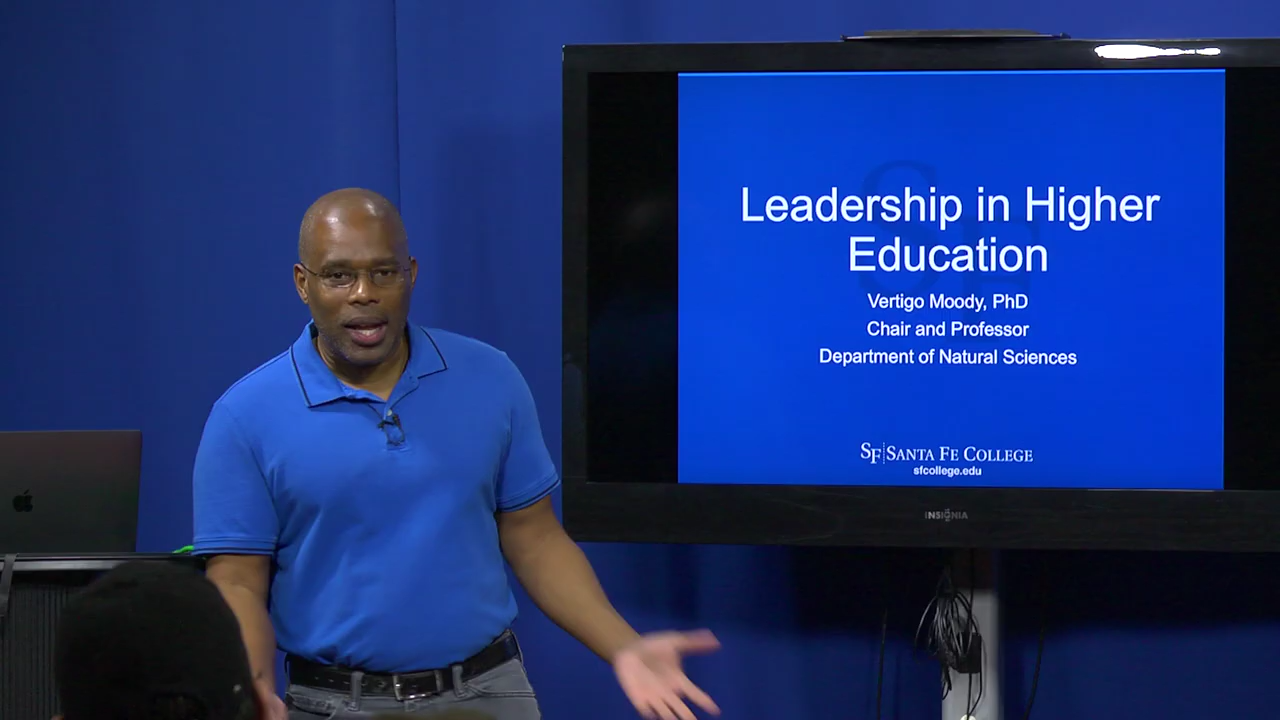 Leadership in Higher
Education
Vertigo Moody, PhD
Chair and Professor
Department of Natural Sciences
SF SANTA FE COLLEGE
sfcollege.edu
INSIGNIA